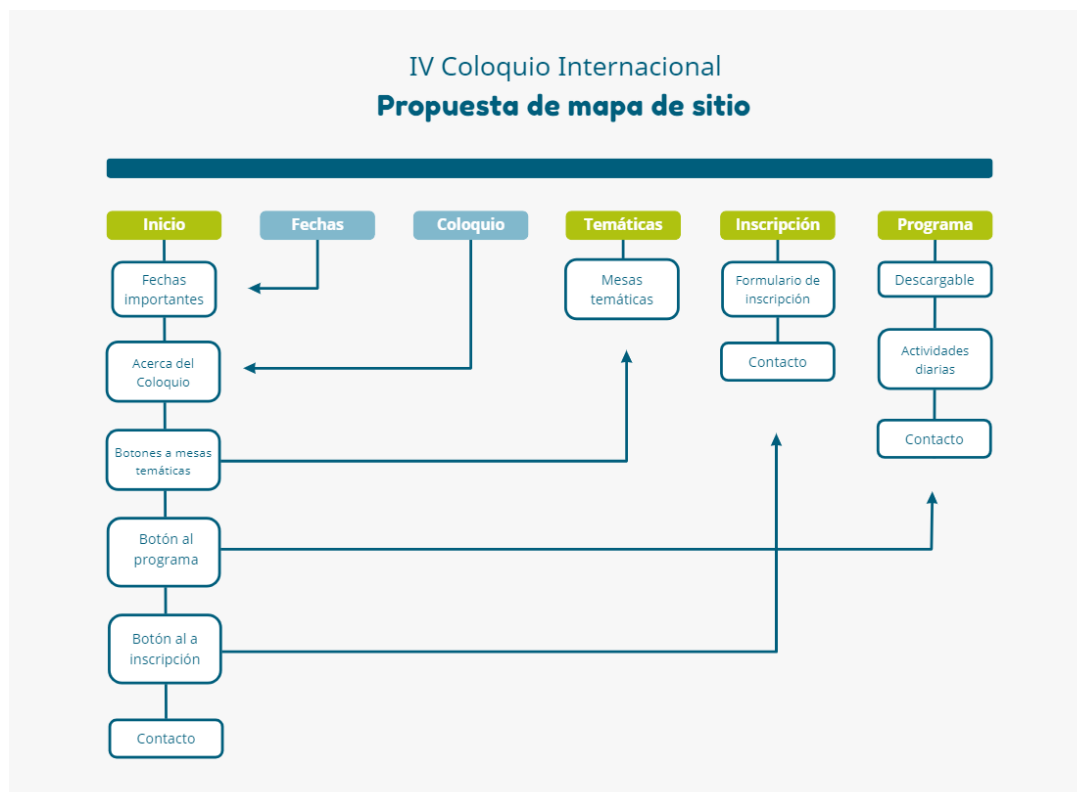 IV Coloquio Internacional
Propuesta de mapa de sitio
Inicio
Fechas
Coloquio
Temáticas
Inscripción
Programa
Fechas
importantes
Acerca del
Coloquio
Botones a mesas
temáticas
Botón al
programa
Botón al a
inscripción
Contacto
Mesas
temáticas
Formulario de
inscripción
Contacto
Descargable
Actividades
diarias
Contacto